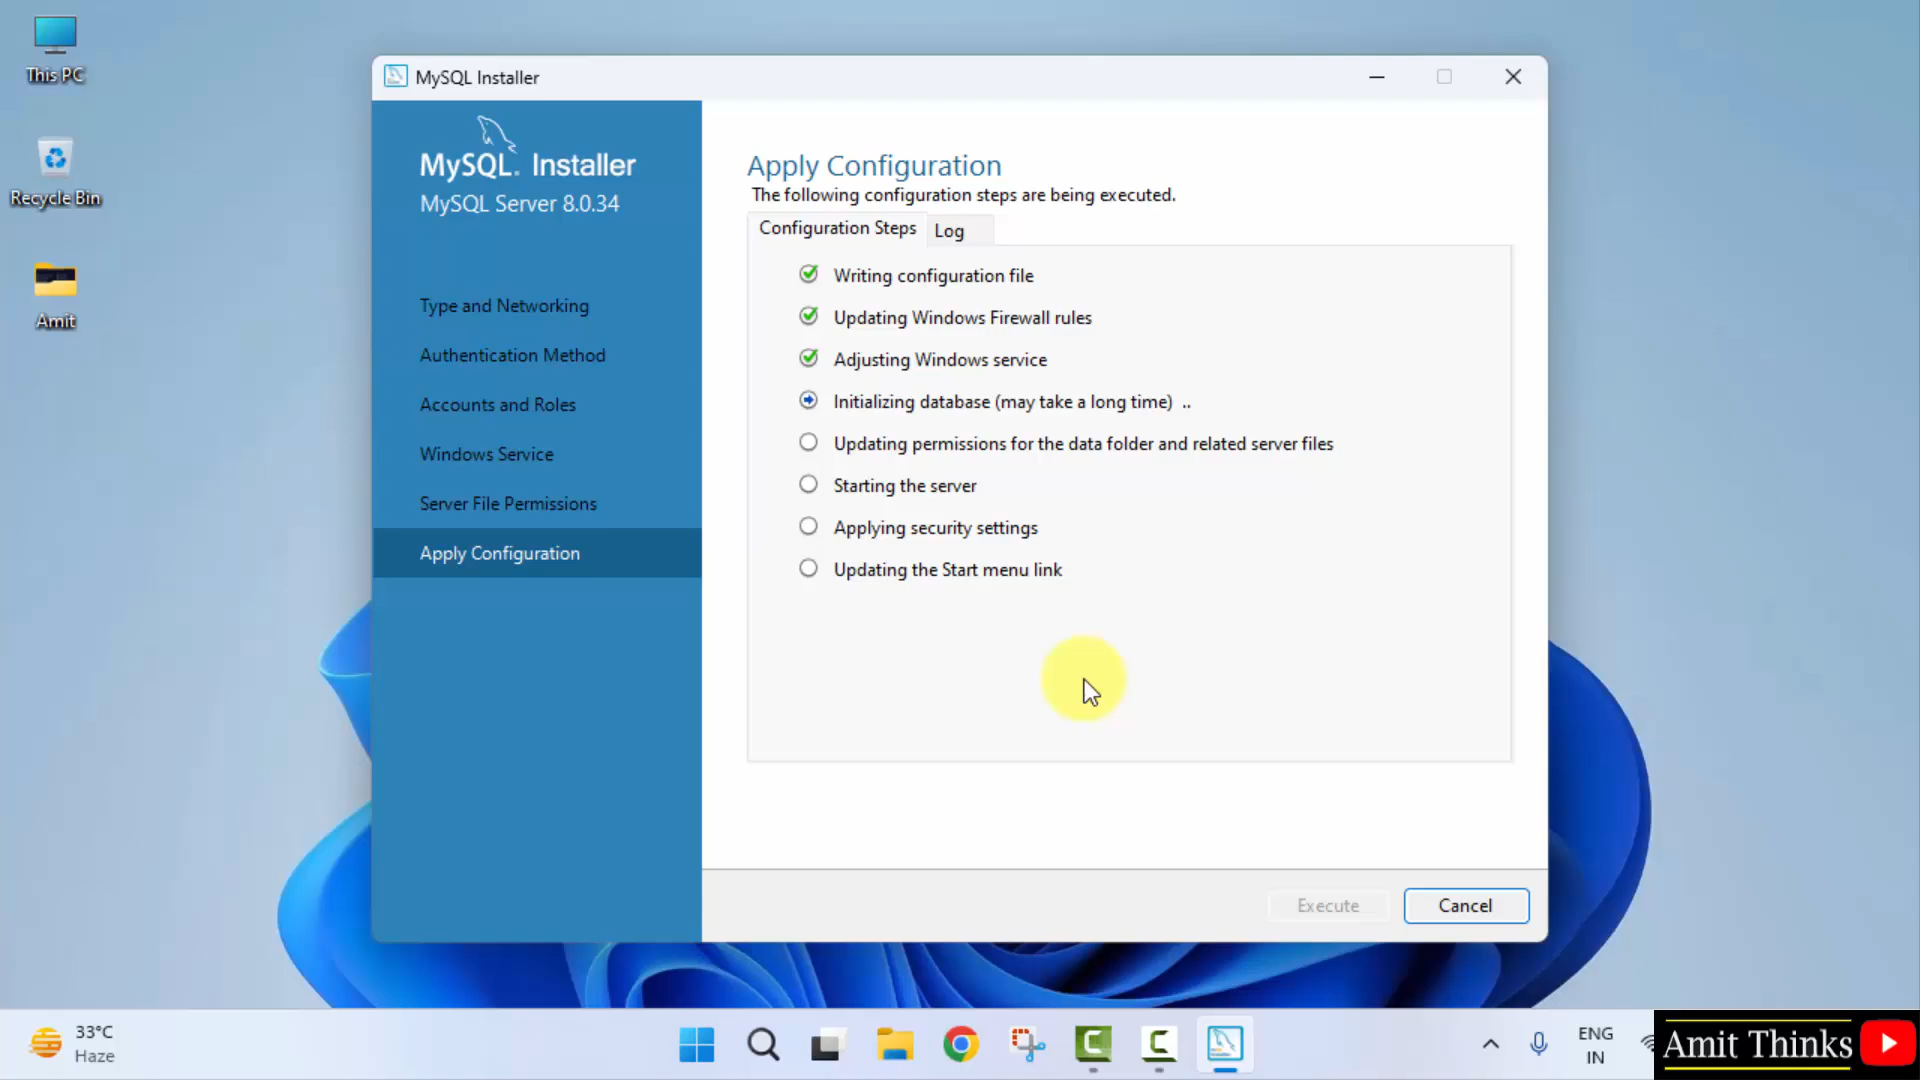 This PC
Recycle Bin
Amit
MySQL Installer
MySQL. Installer
MySQL Server 8.0.34
Type and Networking
Authentication Method
Accounts and Roles
Windows Service
Server File Permissions
Apply Configuration
Apply Configuration
The following configuration steps are being executed.
Configuration Steps
Log
Writing configuration file
Updating Windows Firewall rules
Adjusting Windows service
Initializing database (may take a long time) ..
Updating permissions for the data folder and related server files
Starting the server
Applying security settings
Updating the Start menu link
Execute
Cancel
33°C
Haze
ENG
IN
Amit Thinks